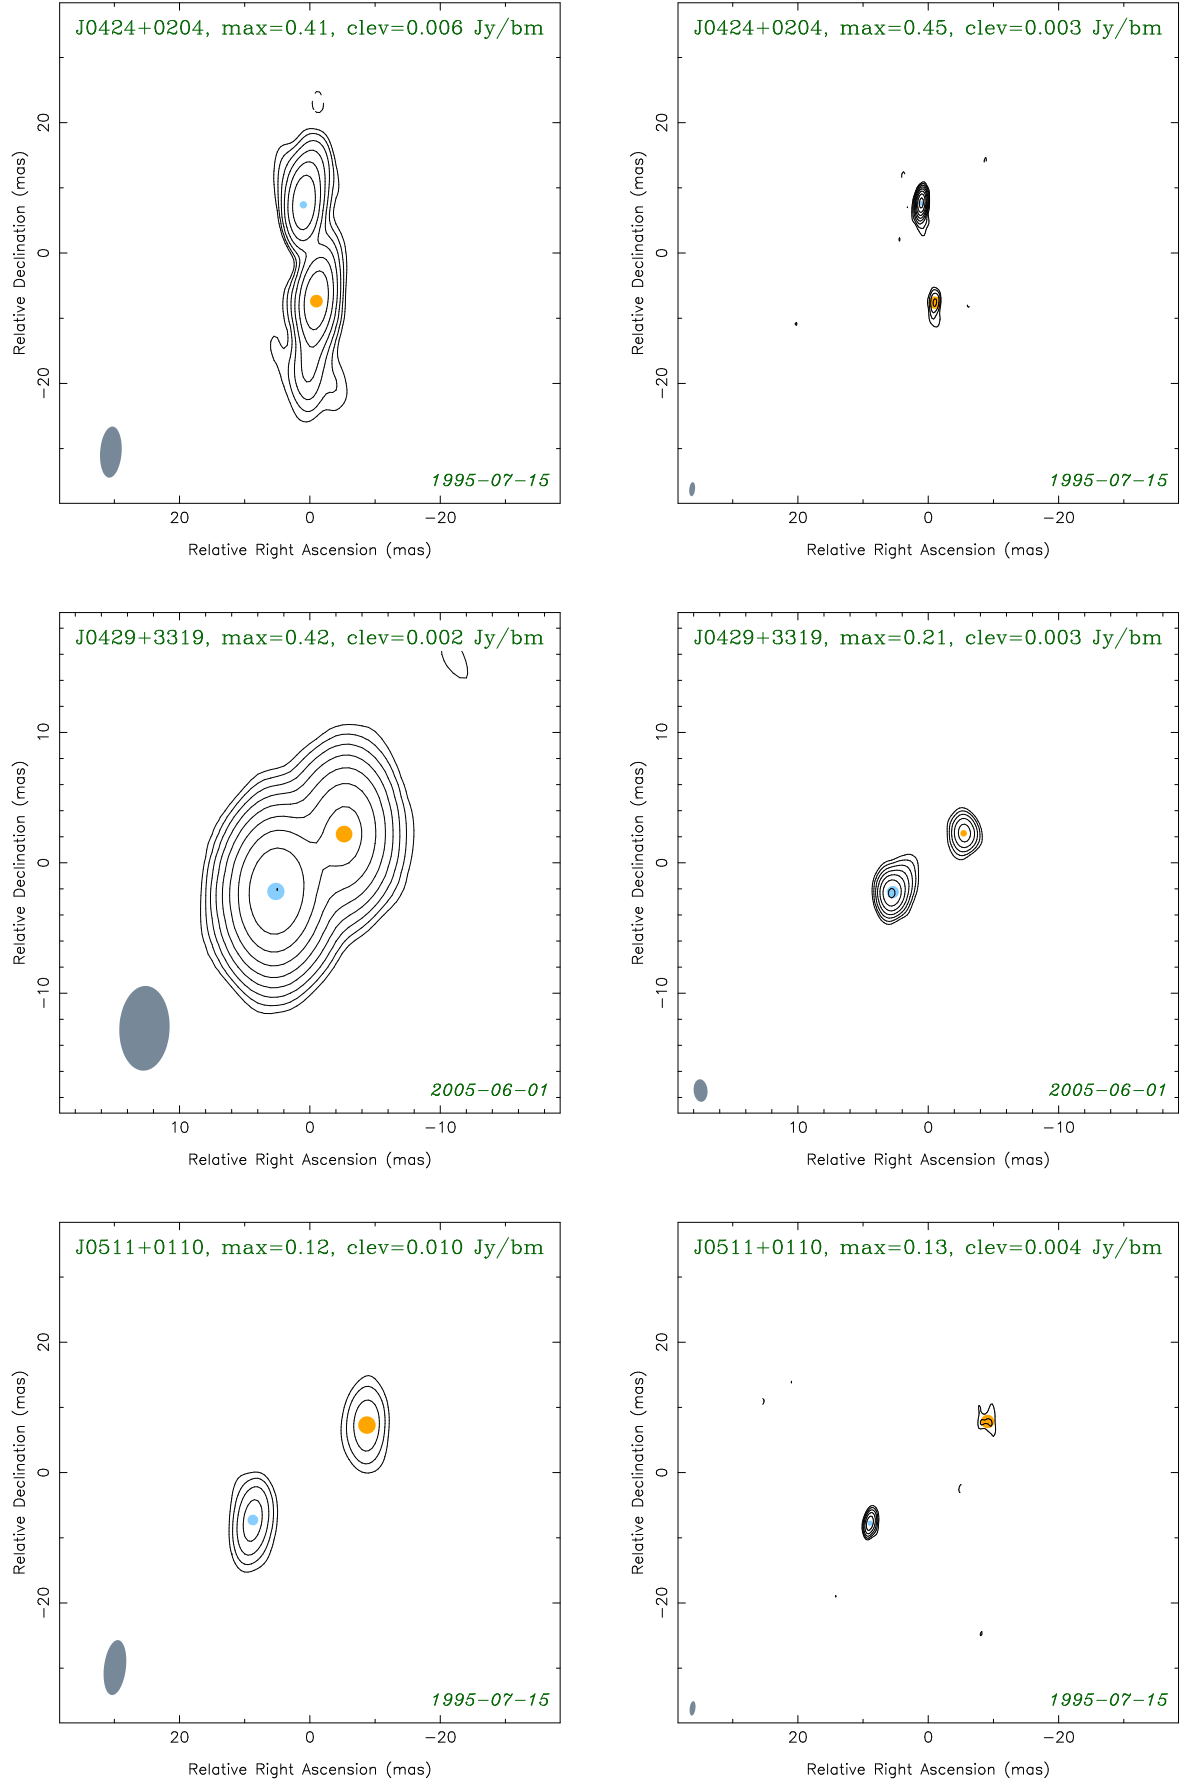 J0424+0204, max=0.41, clev=0.006 Jy/bm
Relative Declination (mas)
20
0
−20
1995−07−15
20 0 −20
Relative Right Ascension (mas)
J0424+0204, max=0.45, clev=0.003 Jy/bm
Relative Declination (mas)
20
0
−20
1995−07−15
20 0 −20
Relative Right Ascension (mas)
J0429+3319, max=0.42, clev=0.002 Jy/bm
Relative Declination (mas)
10
0
−10
2005−06−01
10 0 −10
Relative Right Ascension (mas)
J0429+3319, max=0.21, clev=0.003 Jy/bm
Relative Declination (mas)
10
0
−10
2005−06−01
10 0 −10
Relative Right Ascension (mas)
J0511+0110, max=0.12, clev=0.010 Jy/bm
Relative Declination (mas)
20
0
−20
1995−07−15
20 0 −20
Relative Right Ascension (mas)
J0511+0110, max=0.13, clev=0.004 Jy/bm
Relative Declination (mas)
20
0
−20
1995−07−15
20 0 −20
Relative Right Ascension (mas)